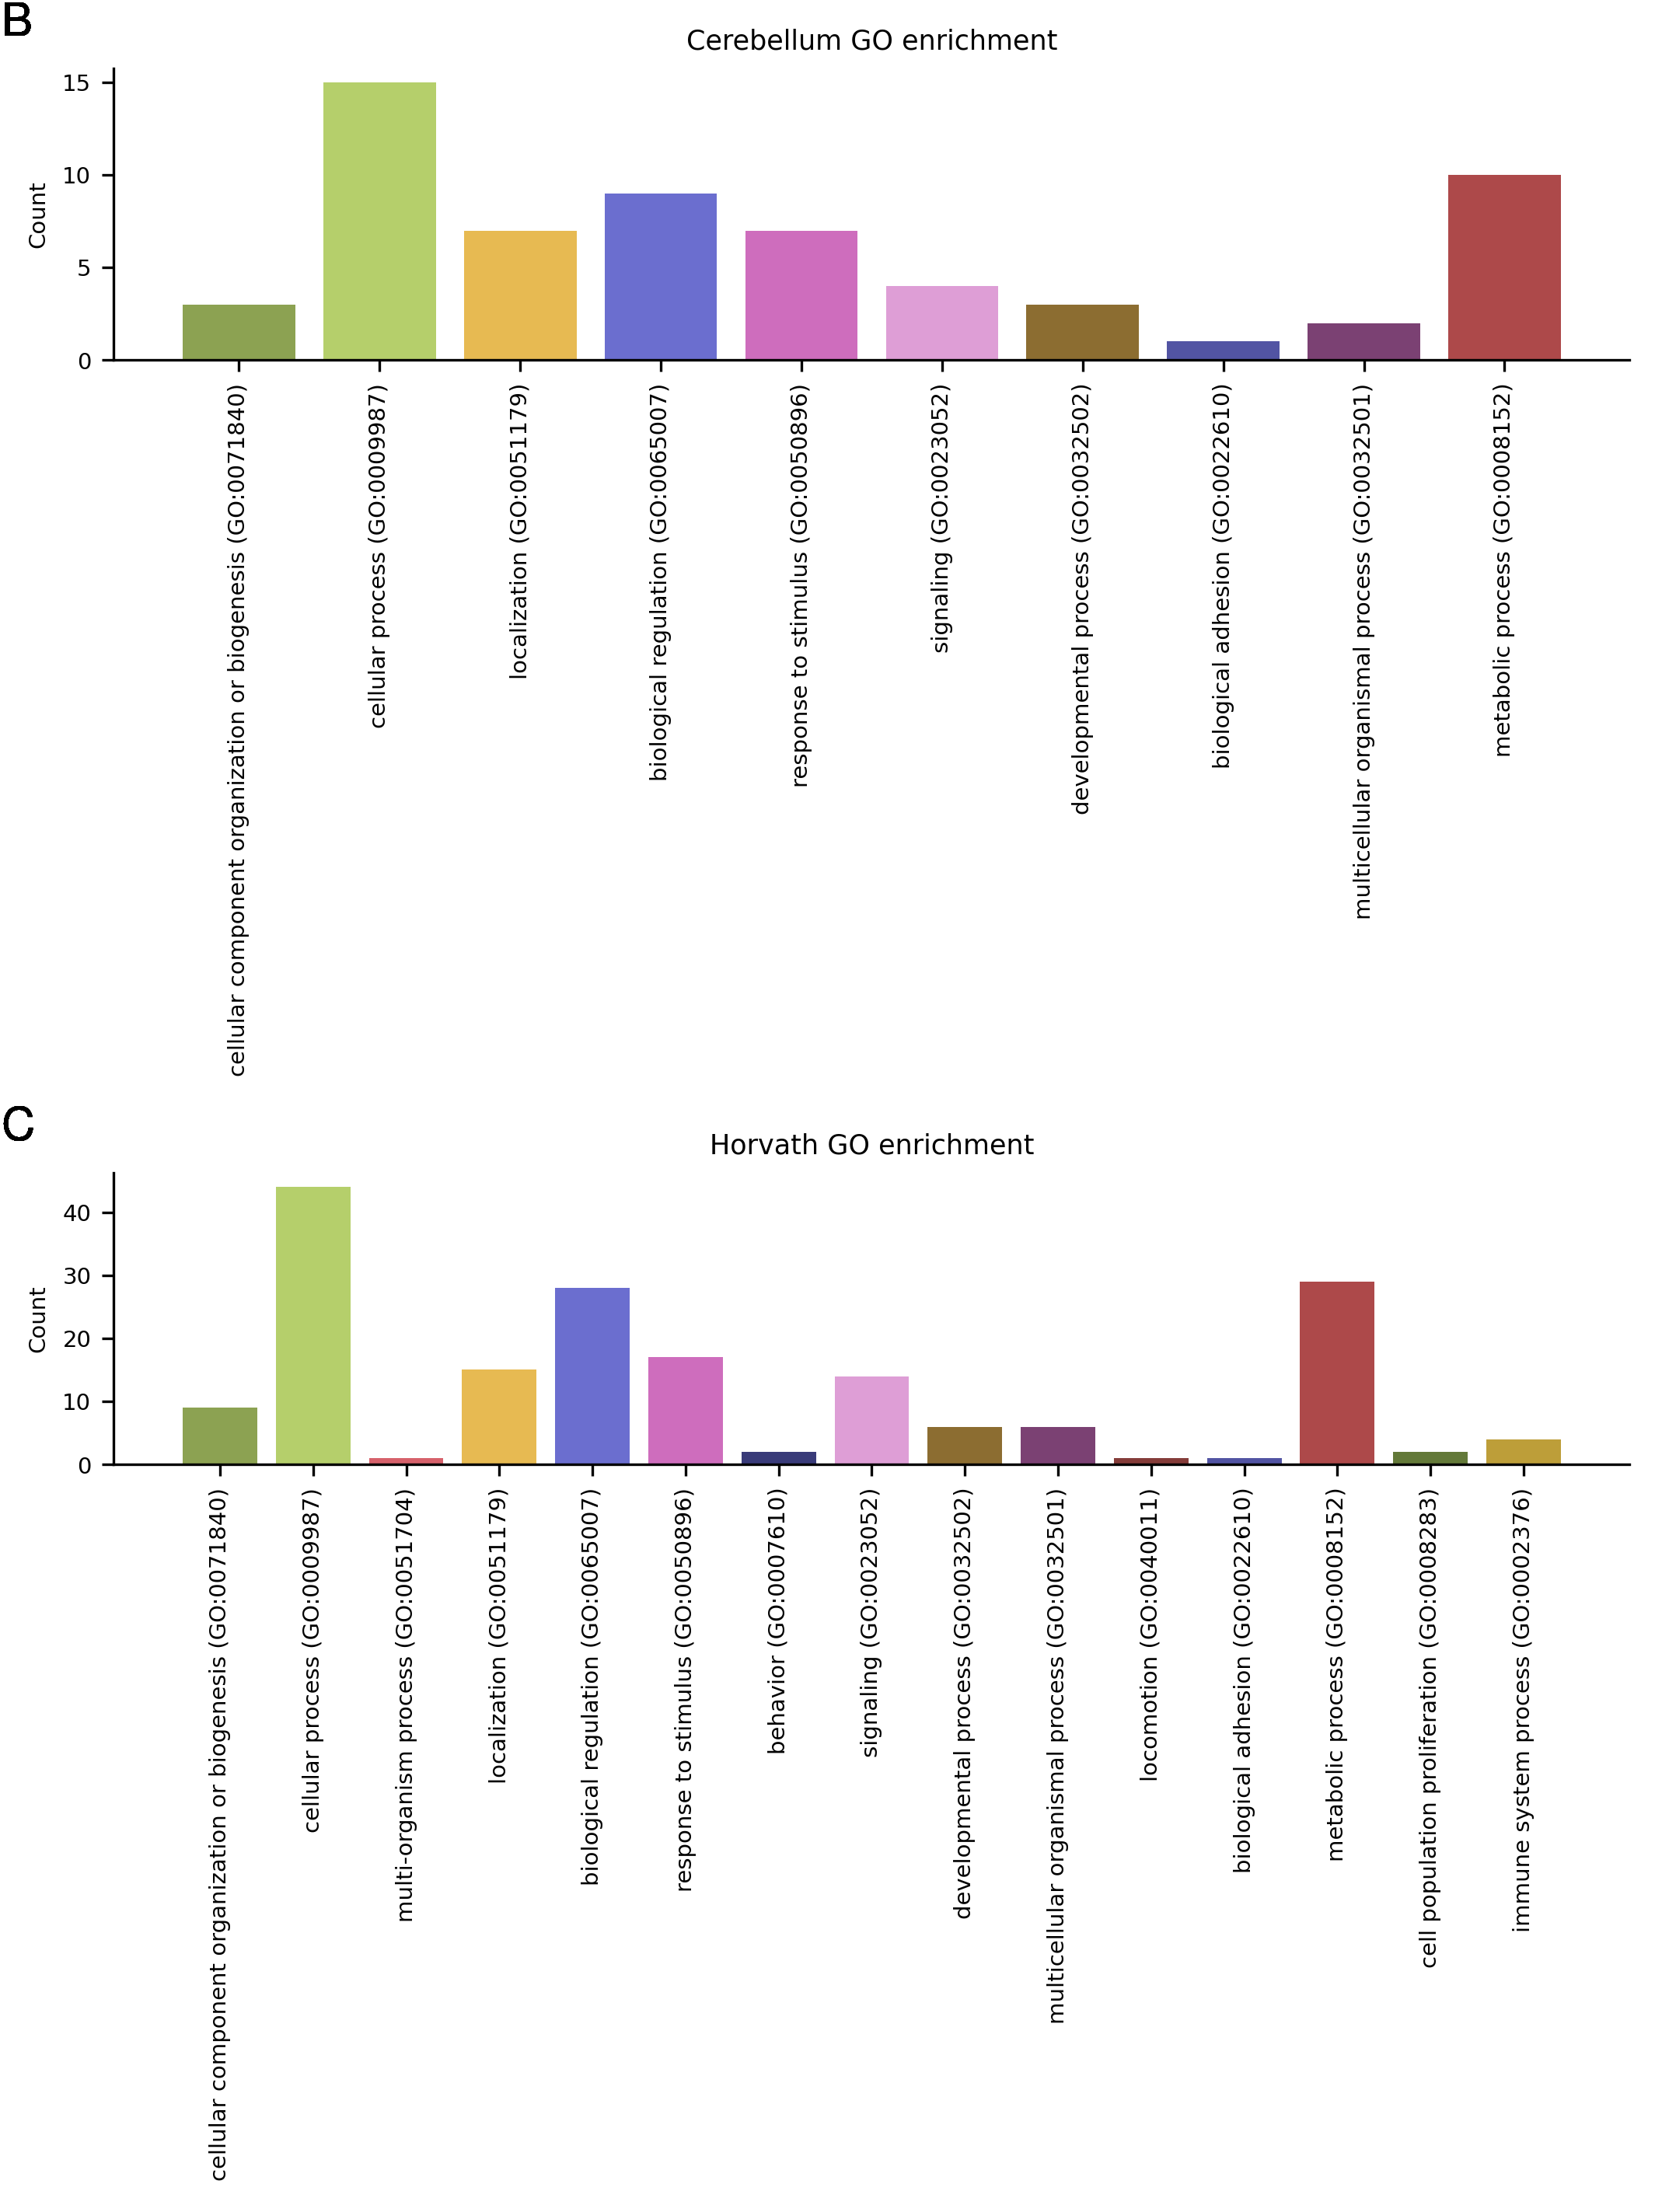 B
Cerebellum GO enrichment
Count
15
10
5
0
cellular component organization or biogenesis (GO:0071840)
cellular process (GO:0009987)
localization (GO:0051179)
biological regulation (GO:0065007)
response to stimulus (GO:0050896)
signaling (GO:0023052)
developmental process (GO:0032502)
biological adhesion (GO:0022610)
multicellular organismal process (GO:0032501)
metabolic process (GO:0008152)
C
Horvath GO enrichment
Count
40
30
20
10
0
cellular component organization or biogenesis (GO:0071840)
cellular process (GO:0009987)
multi-organism process (GO:0051704)
localization (GO:0051179)
biological regulation (GO:0065007)
response to stimulus (GO:0050896)
behavior (GO:0007610)
signaling (GO:0023052)
developmental process (GO:0032502)
multicellular organismal process (GO:0032501)
locomotion (GO:0040011)
biological adhesion (GO:0022610)
metabolic process (GO:0008152)
cell population proliferation (GO:0008283)
immune system process (GO:0002376)